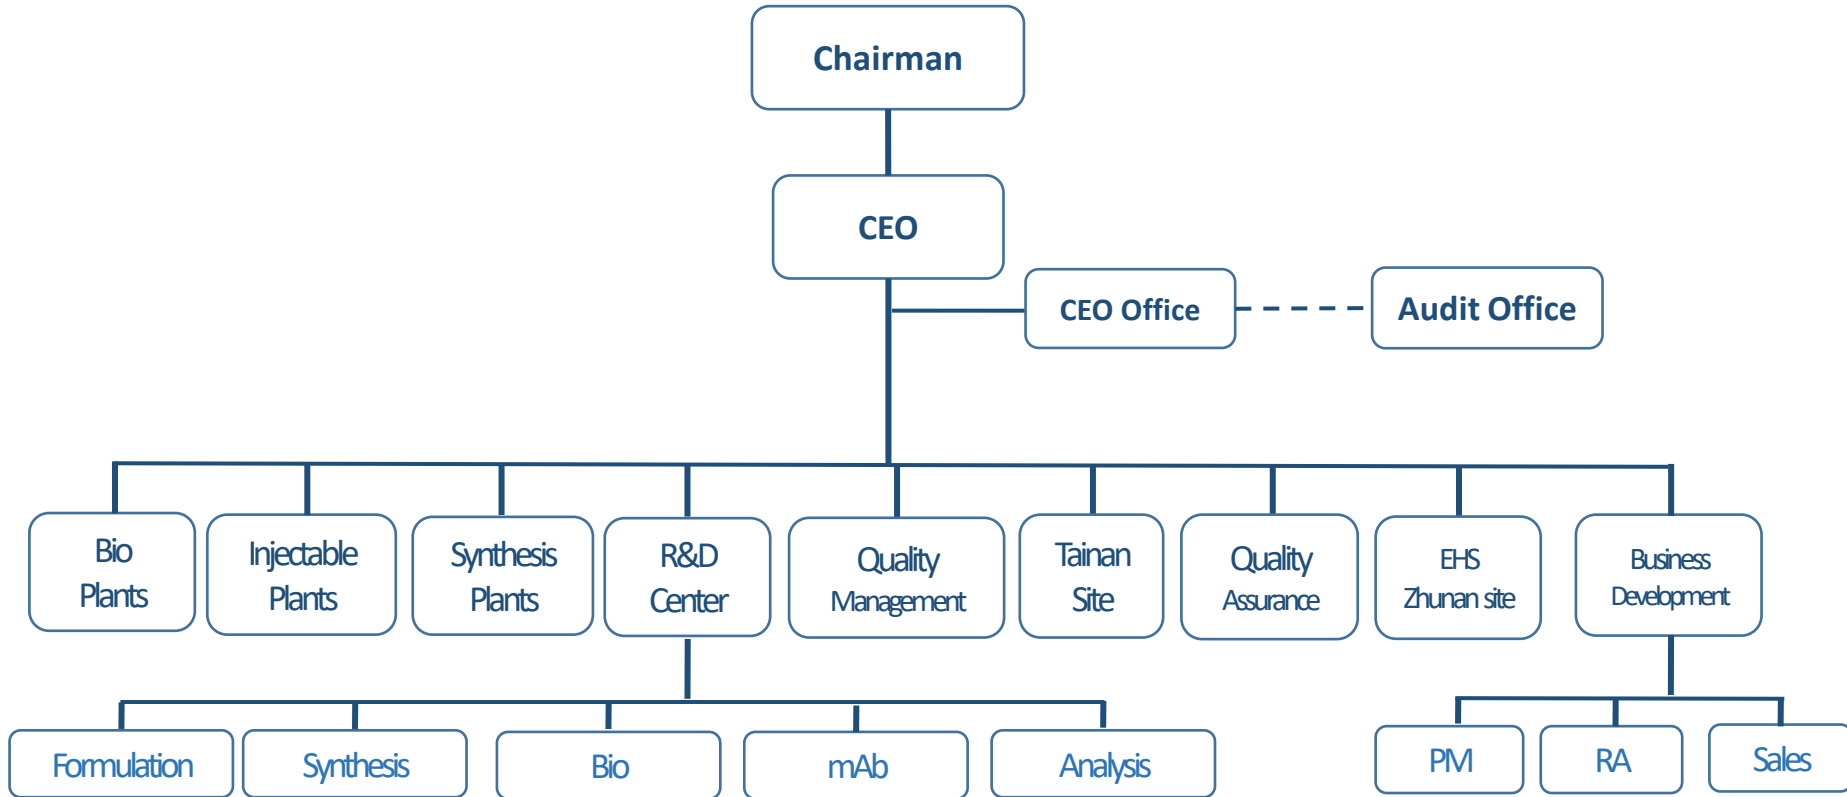 Chairman
CEO
CEO Office
Audit Office
Bio
Plants
Injectable
Plants
Synthesis
Plants
R&D
Center
Quality
Management
Tainan
Site
Quality
Assurance
EHS
Zhunan site
Business
Development
Formulation
Synthesis
Bio
mAb
Analysis
PM
RA
Sales